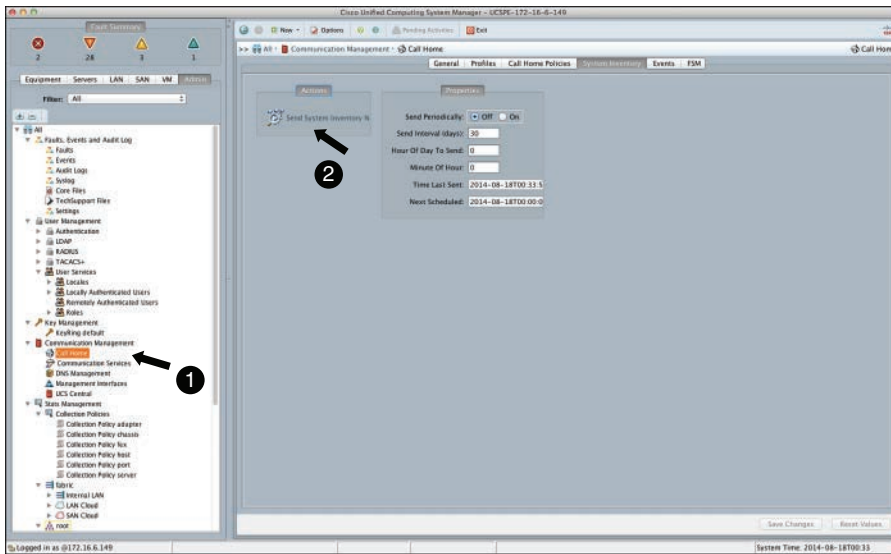 Cisco Unified Computing System Manager - UCSPE-172-16-6-149
Fault Summary
2 28 3 1
New Options Pending Activities Exit
>> All Communication Management Call Home
Call Hom
Equipment Servers LAN SAN VM Admin
General Profiles Call Home Policies System Inventory Events FSM
Filter: All
All
Faults, Events and Audit Log
Faults
Events
Audit Logs
Syslog
Core Files
TechSupport Files
Settings
User Management
Authentication
LDAP
RADIUS
TACACS+
User Services
Locales
Locally Authenticated Users
Remotely Authenticated Users
Roles
Key Management
KeyRing default
Communication Management
Call Home
Communication Services
DNS Management
Management Interfaces
UCS Central
Stats Management
Collection Policies
Collection Policy adapter
Collection Policy chassis
Collection Policy fex
Collection Policy host
Collection Policy port
Collection Policy server
fabric
Internal LAN
LAN Cloud
SAN Cloud
root
1
Actions
Send System Inventory N
2
Properties
Send Periodically: Off On
Send Interval (days): 30
Hour Of Day To Send: 0
Minute Of Hour: 0
Time Last Sent: 2014-08-18T00:33:5
Next Scheduled: 2014-08-18T00:00:0
Save Changes Reset Values
Logged in as @172.16.6.149
System Time: 2014-08-18T00:33